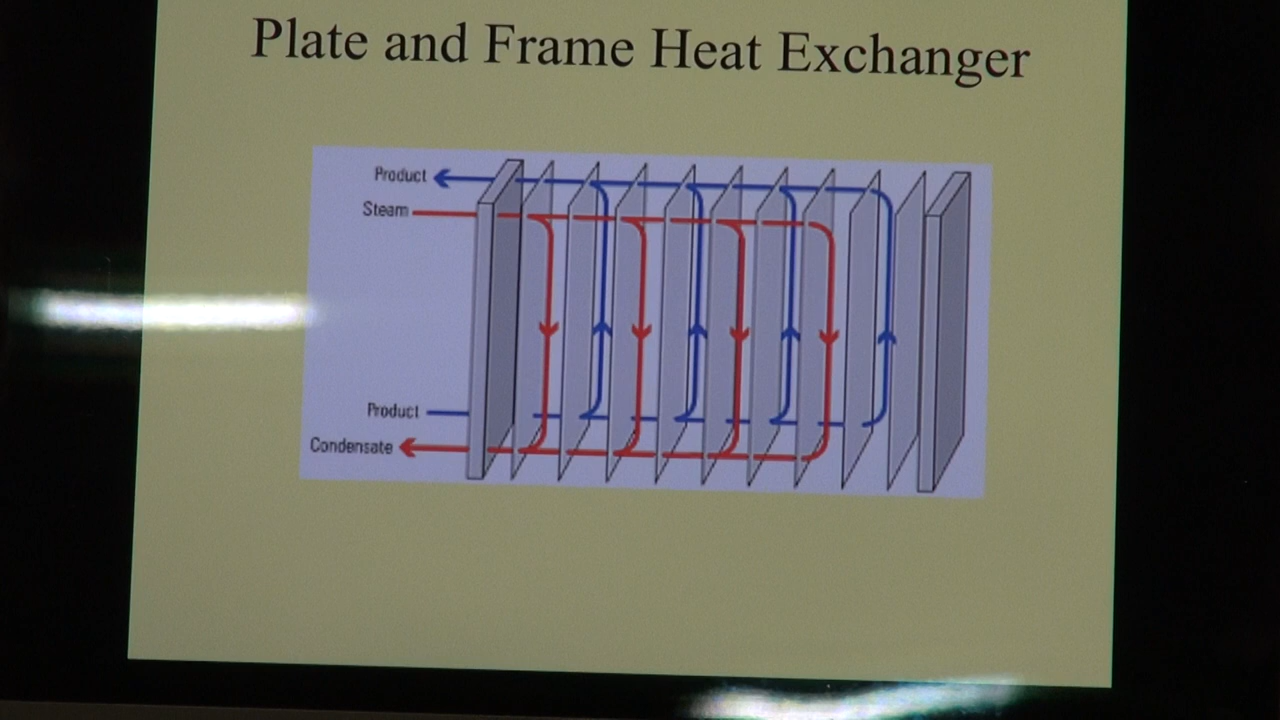 Plate and Frame Heat Exchanger
Product
Steam
Product
Condensate